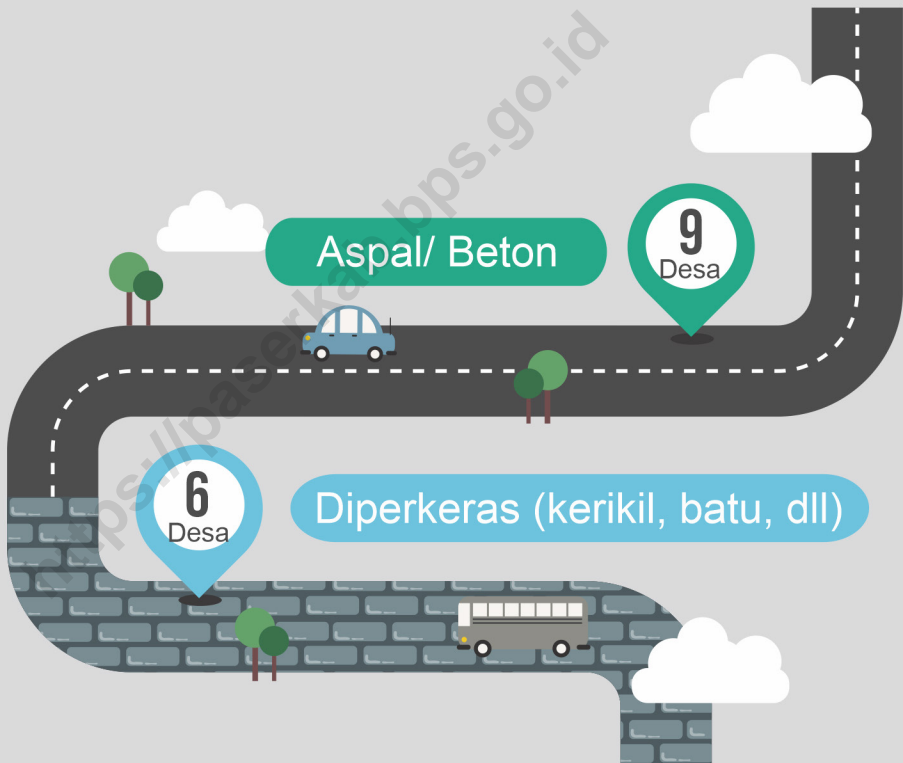 9
Desa
Aspal/ Beton
6
Desa
Diperkeras (kerikil, batu, dll)
https://paserkab.bps.go.id